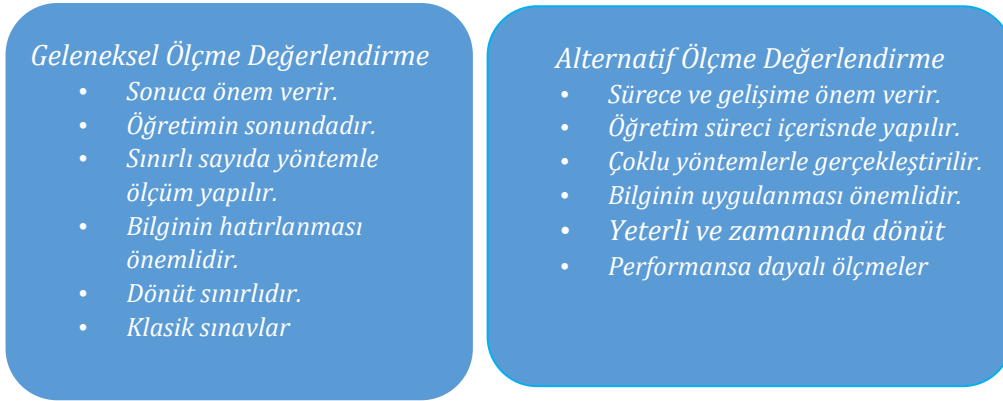 Geleneksel Ölçme Değerlendirme
• Sonuca önem verir.
• Öğretimin sonundadır.
• Sınırlı sayıda yöntemle
ölçüm yapılır.
• Bilginin hatırlanması
önemlidir.
• Dönüt sınırlıdır.
• Klasik sınavlar
Alternatif Ölçme Değerlendirme
• Sürece ve gelişime önem verir.
• Öğretim süreci içerisnde yapılır.
• Çoklu yöntemlerle gerçekleştirilir.
• Bilginin uygulanması önemlidir.
• Yeterli ve zamanında dönüt
• Performansa dayalı ölçmeler